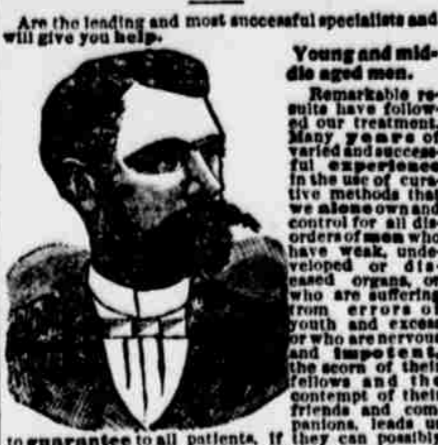 Are the leading and most successful specialists and
will give you help.
Young and mid-
dle aged men.
Remarkable re-
sults have follow-
ed our treatment.
Many years of
varied and success-
ful experience
in the use of cura-
tive methods that
we alone own and
control for all dis-
orders of men who
have weak, unde-
veloped or dis-
eased organs, or
who are suffering
from errors of
youth and excess
or who are nervous
and impotent,
the scorn of their
fellows and the
contempt of their
friends and com-
panions, leads us
to guarantee to all patients, if they can possibly